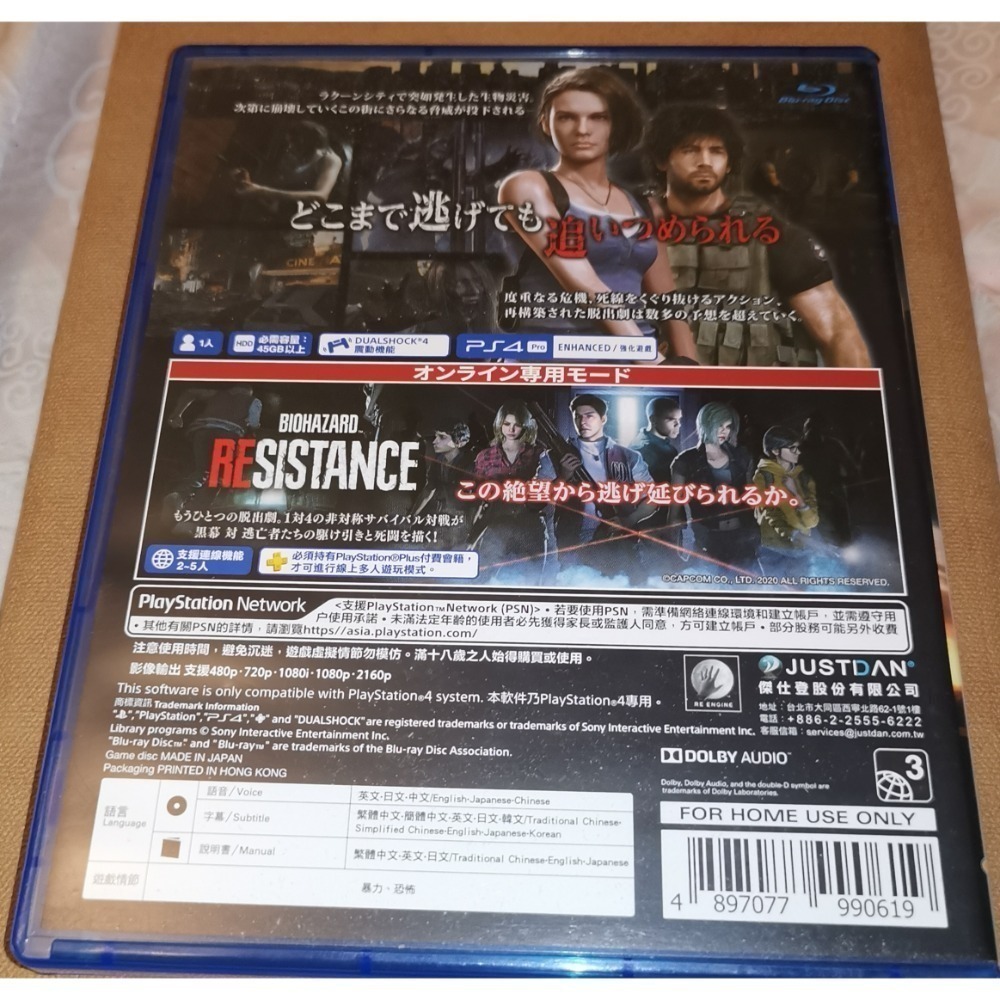 Blu-ray Disc
ラクーンシティで突如発生した生物災害。
次第に崩壊していくこの街にさらなる脅威が投下される
どこまで逃げても追いつめられる
CINE
度重なる危機、死線をくぐり抜けるアクション。
再構築された脱出劇は数多の予想を超えていく。
1人
HDD 必需容量：45GB以上
DUALSHOCK®4 震動機能
PS4 Pro ENHANCED / 強化遊戲
オンライン専用モード
BIOHAZARD™
RESISTANCE
この絶望から逃げ延びられるか。
もうひとつの脱出劇。1対4の非対称サバイバル対戦が
黒幕 対 逃亡者たちの駆け引きと死闘を描く！
支援連線機能 2-5人
必須持有PlayStation®Plus付費會籍，
才可進行線上多人遊玩模式。
©CAPCOM CO., LTD. 2020 ALL RIGHTS RESERVED.
PlayStation Network
<支援PlayStation™Network (PSN)>・若要使用PSN，需準備網絡連線環境和建立帳戶，並需遵守用
戶使用承諾・未滿法定年齡的使用者必先獲得家長或監護人同意，方可建立帳戶・部分服務可能另外收費
・其他有關PSN的詳情，請瀏覽https//asia.playstation.com/
注意使用時間，避免沉迷，遊戲虛擬情節勿模仿。滿十八歲之人始得購買或使用。
影像輸出 支援480p・720p・1080i・1080p・2160p
This software is only compatible with PlayStation®4 system. 本軟件乃PlayStation®4專用。
商標資訊 Trademark Information
"PlayStation", "PS4", and "DUALSHOCK" are registered trademarks or trademarks of Sony Interactive Entertainment Inc.
Library programs © Sony Interactive Entertainment Inc.
"Blu-ray Disc™" and "Blu-ray™" are trademarks of the Blu-ray Disc Association.
Game disc MADE IN JAPAN
Packaging PRINTED IN HONG KONG
RE ENGINE
JUSTDAN®
傑仕登股份有限公司
地址：台北市大同區西寧北路62-1號1樓
電話：+886-2-2555-6222
客服信箱：services@justdan.com.tw
DOLBY AUDIO™
Dolby, Dolby Audio, and the double-D symbol are
trademarks of Dolby Laboratories.
3
語言 Language
語音/Voice 英文・日文・中文/English・Japanese・Chinese
字幕/Subtitle 繁體中文・簡體中文・英文・日文・韓文/Traditional Chinese・
Simplified Chinese・English・Japanese・Korean
說明書/Manual 繁體中文・英文・日文/Traditional Chinese・English・Japanese
遊戲情節 暴力、恐怖
FOR HOME USE ONLY
4 897077 990619